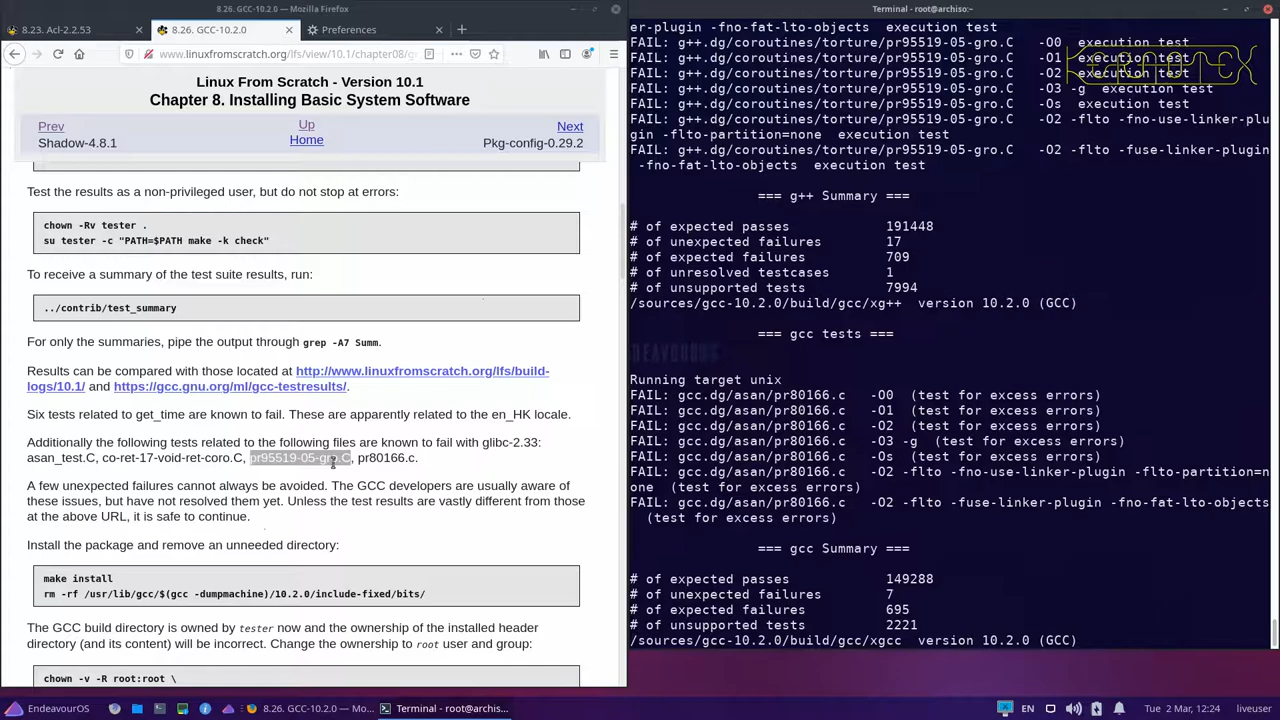 8.26. GCC-10.2.0 — Mozilla Firefox
8.23. Acl-2.2.53
8.26. GCC-10.2.0
Preferences
www.linuxfromscratch.org/lfs/view/10.1/chapter08/g
Linux From Scratch - Version 10.1
Chapter 8. Installing Basic System Software
Prev
Up
Next
Shadow-4.8.1
Home
Pkg-config-0.29.2
Test the results as a non-privileged user, but do not stop at errors:
chown -Rv tester .
su tester -c "PATH=$PATH make -k check"
To receive a summary of the test suite results, run:
../contrib/test_summary
For only the summaries, pipe the output through grep -A7 Summ.
Results can be compared with those located at http://www.linuxfromscratch.org/lfs/build-
logs/10.1/ and https://gcc.gnu.org/ml/gcc-testresults/.
Six tests related to get_time are known to fail. These are apparently related to the en_HK locale.
Additionally the following tests related to the following files are known to fail with glibc-2.33:
asan_test.C, co-ret-17-void-ret-coro.C, pr95519-05-gro.C, pr80166.c.
A few unexpected failures cannot always be avoided. The GCC developers are usually aware of
these issues, but have not resolved them yet. Unless the test results are vastly different from those
at the above URL, it is safe to continue.
Install the package and remove an unneeded directory:
make install
rm -rf /usr/lib/gcc/$(gcc -dumpmachine)/10.2.0/include-fixed/bits/
The GCC build directory is owned by tester now and the ownership of the installed header
directory (and its content) will be incorrect. Change the ownership to root user and group:
chown -v -R root:root \
Terminal - root@archiso:~
er-plugin -fno-fat-lto-objects  execution test
FAIL: g++.dg/coroutines/torture/pr95519-05-gro.C   -O0  execution test
FAIL: g++.dg/coroutines/torture/pr95519-05-gro.C   -O1  execution test
FAIL: g++.dg/coroutines/torture/pr95519-05-gro.C   -O2  execution test
FAIL: g++.dg/coroutines/torture/pr95519-05-gro.C   -O3 -g  execution test
FAIL: g++.dg/coroutines/torture/pr95519-05-gro.C   -Os  execution test
FAIL: g++.dg/coroutines/torture/pr95519-05-gro.C   -O2 -flto -fno-use-linker-plu
gin -flto-partition=none  execution test
FAIL: g++.dg/coroutines/torture/pr95519-05-gro.C   -O2 -flto -fuse-linker-plugin
-fno-fat-lto-objects  execution test
=== g++ Summary ===
# of expected passes 191448
# of unexpected failures 17
# of expected failures 709
# of unresolved testcases 1
# of unsupported tests 7994
/sources/gcc-10.2.0/build/gcc/xg++  version 10.2.0 (GCC)
=== gcc tests ===
Running target unix
FAIL: gcc.dg/asan/pr80166.c   -O0  (test for excess errors)
FAIL: gcc.dg/asan/pr80166.c   -O1  (test for excess errors)
FAIL: gcc.dg/asan/pr80166.c   -O2  (test for excess errors)
FAIL: gcc.dg/asan/pr80166.c   -O3 -g  (test for excess errors)
FAIL: gcc.dg/asan/pr80166.c   -Os  (test for excess errors)
FAIL: gcc.dg/asan/pr80166.c   -O2 -flto -fno-use-linker-plugin -flto-partition=n
one  (test for excess errors)
FAIL: gcc.dg/asan/pr80166.c   -O2 -flto -fuse-linker-plugin -fno-fat-lto-objects
(test for excess errors)
=== gcc Summary ===
# of expected passes 149288
# of unexpected failures 7
# of expected failures 695
# of unsupported tests 2221
/sources/gcc-10.2.0/build/gcc/xgcc  version 10.2.0 (GCC)
EndeavourOS
8.26. GCC-10.2.0 — Mo...
Terminal - root@archiso...
EN
Tue 2 Mar, 12:24
liveuser